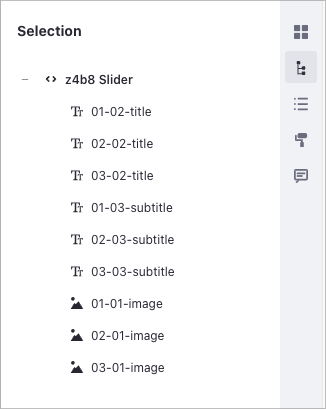 Selection
z4b8 Slider
01-02-title
02-02-title
03-02-title
01-03-subtitle
02-03-subtitle
03-03-subtitle
01-01-image
02-01-image
03-01-image